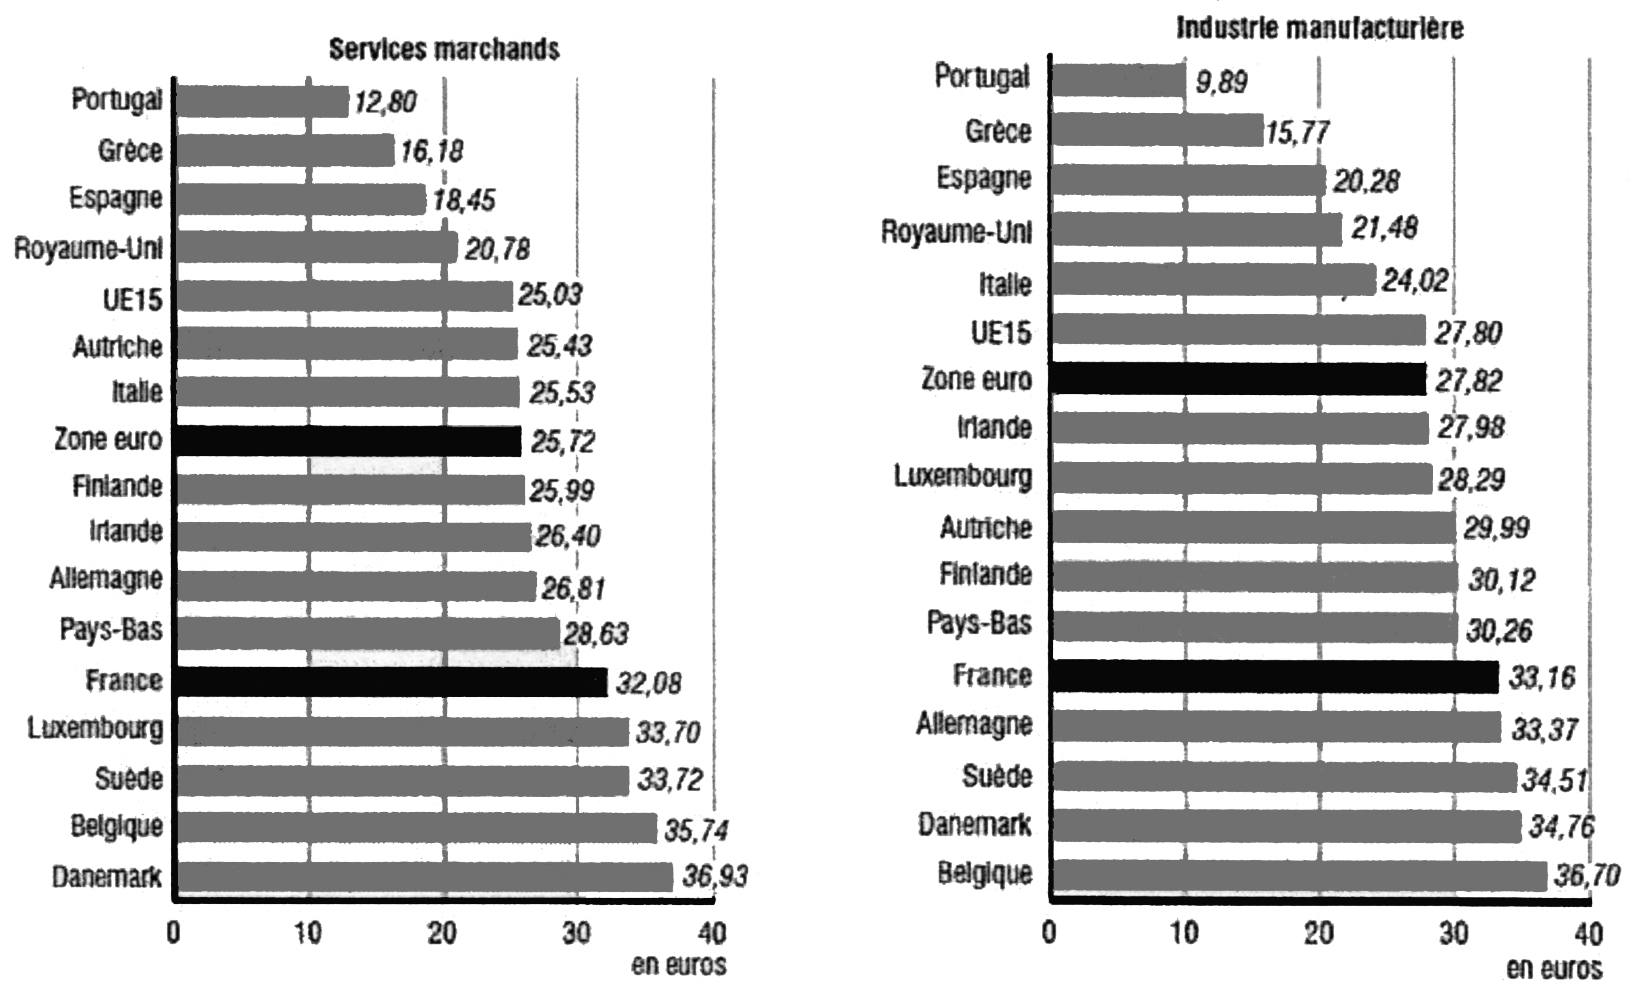 Services marchands
Portugal 12,80
Grèce 16,18
Espagne 18,45
Royaume-Uni 20,78
UE15 25,03
Autriche 25,43
Italie 25,53
Zone euro 25,72
Finlande 25,99
Irlande 26,40
Allemagne 26,81
Pays-Bas 28,63
France 32,08
Luxembourg 33,70
Suède 33,72
Belgique 35,74
Danemark 36,93
0 10 20 30 40
en euros
Industrie manufacturière
Portugal 9,89
Grèce 15,77
Espagne 20,28
Royaume-Uni 21,48
Italie 24,02
UE15 27,80
Zone euro 27,82
Irlande 27,98
Luxembourg 28,29
Autriche 29,99
Finlande 30,12
Pays-Bas 30,26
France 33,16
Allemagne 33,37
Suède 34,51
Danemark 34,76
Belgique 36,70
0 10 20 30 40
en euros